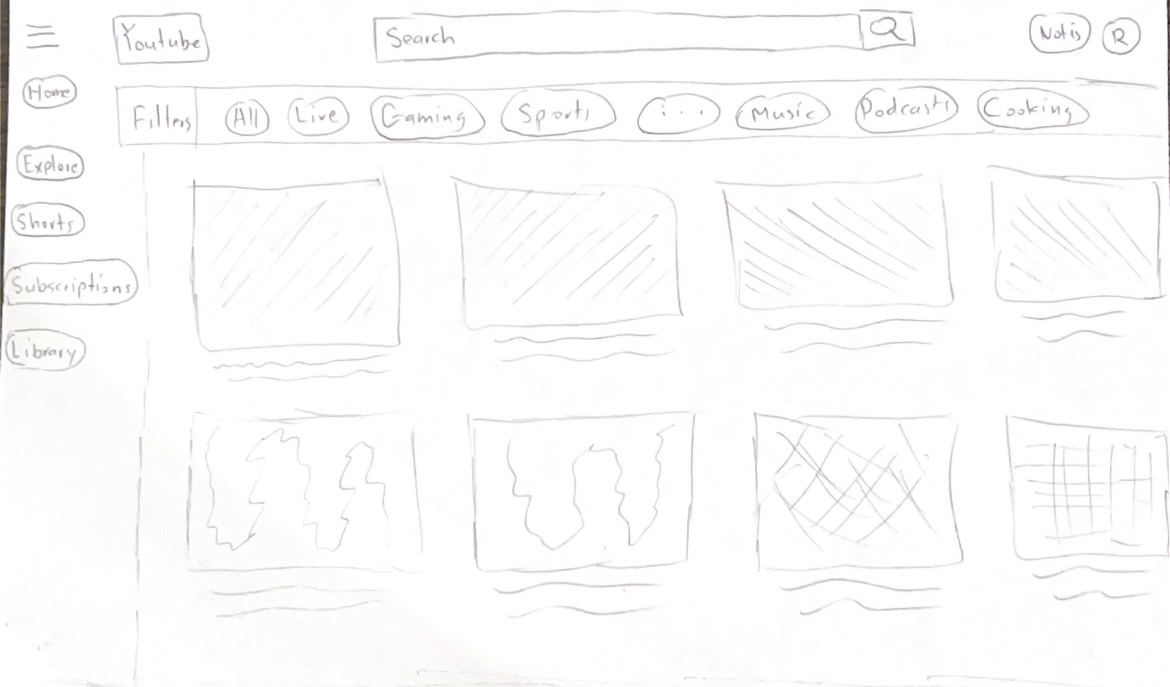 Youtube
Search
Notis
R
Home
Filters
All
Live
Gaming
Sports
...
Music
Podcasts
Cooking
Explore
Shorts
Subscriptions
Library